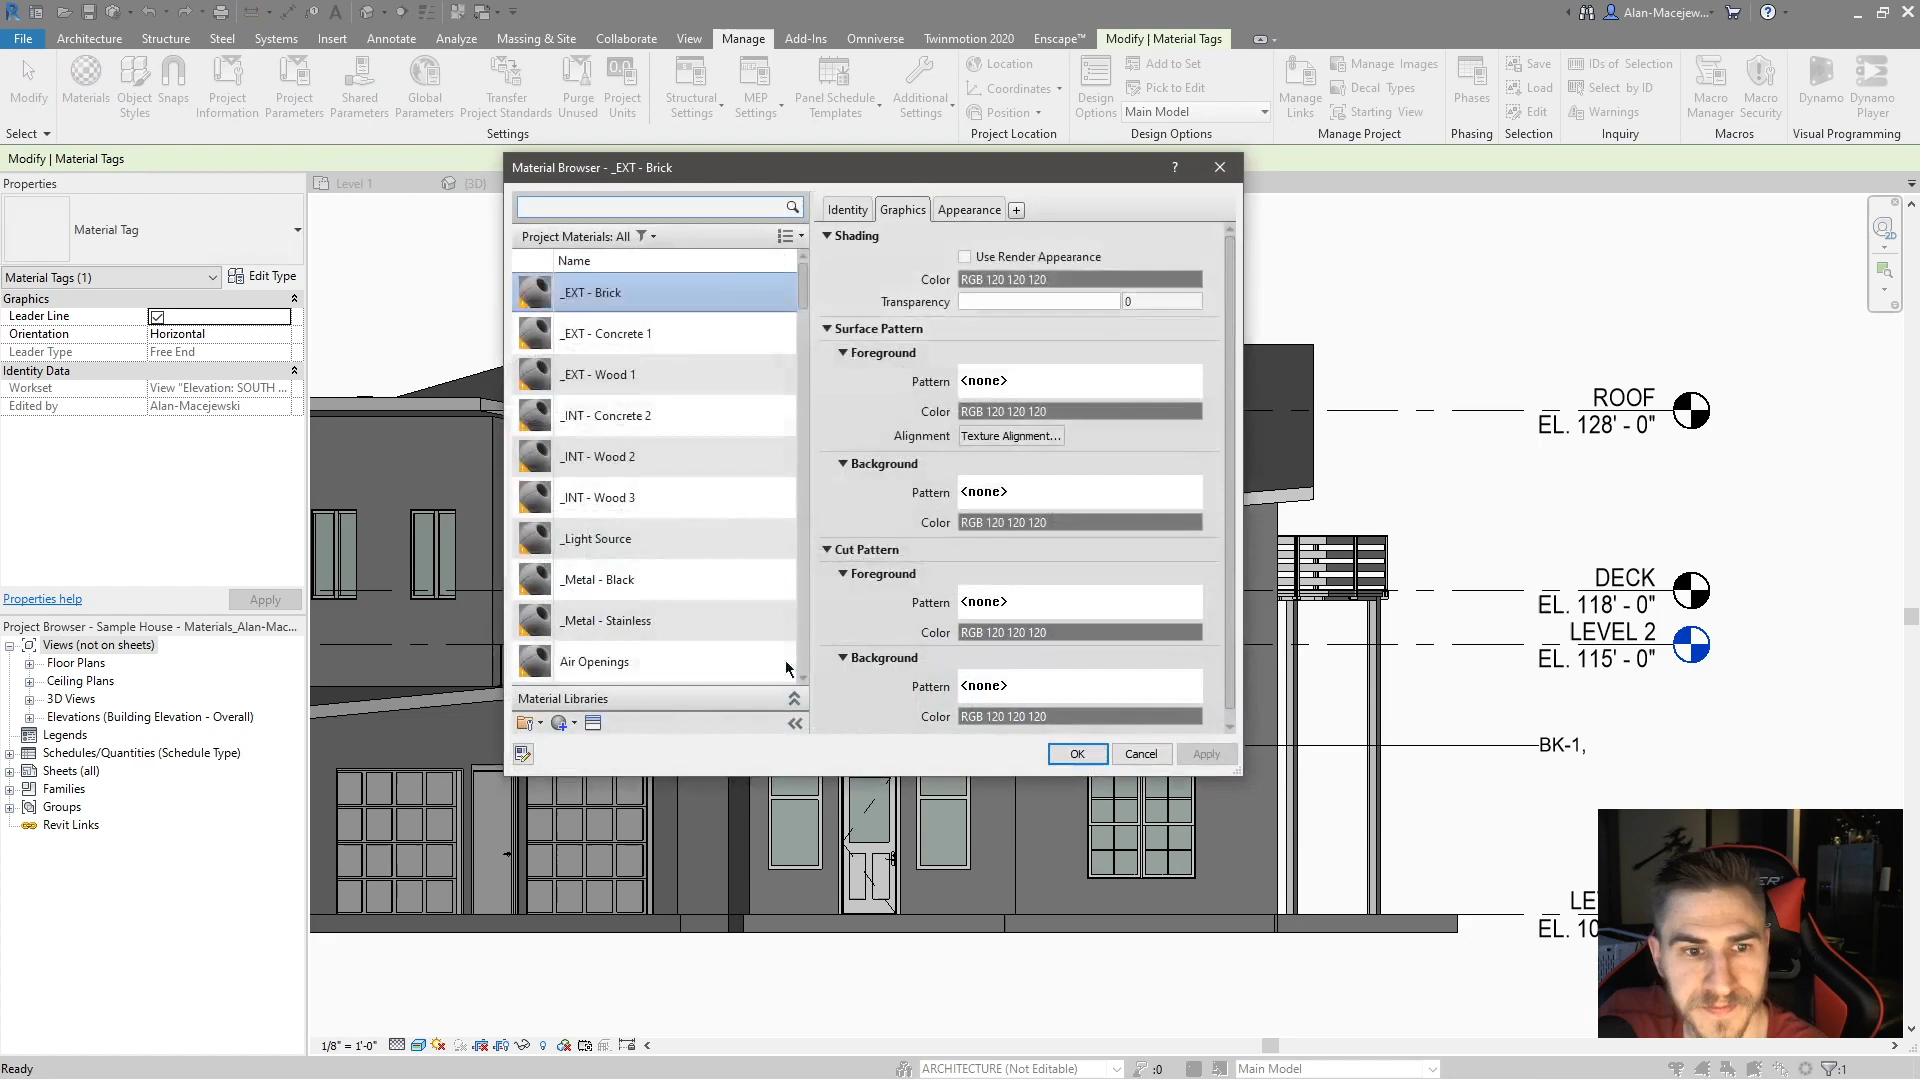 Alan-Macejew...
File Architecture Structure Steel Systems Insert Annotate Analyze Massing & Site Collaborate View Manage Add-Ins Omniverse Twinmotion 2020 Enscape™ Modify | Material Tags
Modify
Materials
Object Styles
Snaps
Project Information
Project Parameters
Shared Parameters
Global Parameters
Transfer Project Standards
Purge Unused
Project Units
Structural Settings
MEP Settings
Panel Schedule Templates
Additional Settings
Location
Coordinates
Position
Design Options
Add to Set
Pick to Edit
Main Model
Manage Links
Manage Images
Decal Types
Starting View
Phases
Save
Load
Edit
IDs of Selection
Select by ID
Warnings
Macro Manager
Macro Security
Dynamo
Dynamo Player
Select Settings Project Location Design Options Manage Project Phasing Selection Inquiry Macros Visual Programming
Modify | Material Tags
Properties
Material Tag
Material Tags (1) Edit Type
Graphics
Leader Line
Orientation Horizontal
Leader Type Free End
Identity Data
Workset View "Elevation: SOUTH ...
Edited by Alan-Macejewski
Properties help Apply
Project Browser - Sample House - Materials_Alan-Mac...
Views (not on sheets)
Floor Plans
Ceiling Plans
3D Views
Elevations (Building Elevation - Overall)
Legends
Schedules/Quantities (Schedule Type)
Sheets (all)
Families
Groups
Revit Links
Level 1 {3D}
Material Browser - _EXT - Brick ?
Project Materials: All
Name
_EXT - Brick
_EXT - Concrete 1
_EXT - Wood 1
_INT - Concrete 2
_INT - Wood 2
_INT - Wood 3
_Light Source
_Metal - Black
_Metal - Stainless
Air Openings
Material Libraries
Identity Graphics Appearance +
Shading
Use Render Appearance
Color RGB 120 120 120
Transparency 0
Surface Pattern
Foreground
Pattern <none>
Color RGB 120 120 120
Alignment Texture Alignment...
Background
Pattern <none>
Color RGB 120 120 120
Cut Pattern
Foreground
Pattern <none>
Color RGB 120 120 120
Background
Pattern <none>
Color RGB 120 120 120
OK Cancel Apply
ROOF
EL. 128' - 0"
DECK
EL. 118' - 0"
LEVEL 2
EL. 115' - 0"
BK-1,
LE
EL. 10
1/8" = 1'-0"
Ready ARCHITECTURE (Not Editable) :0 Main Model :1